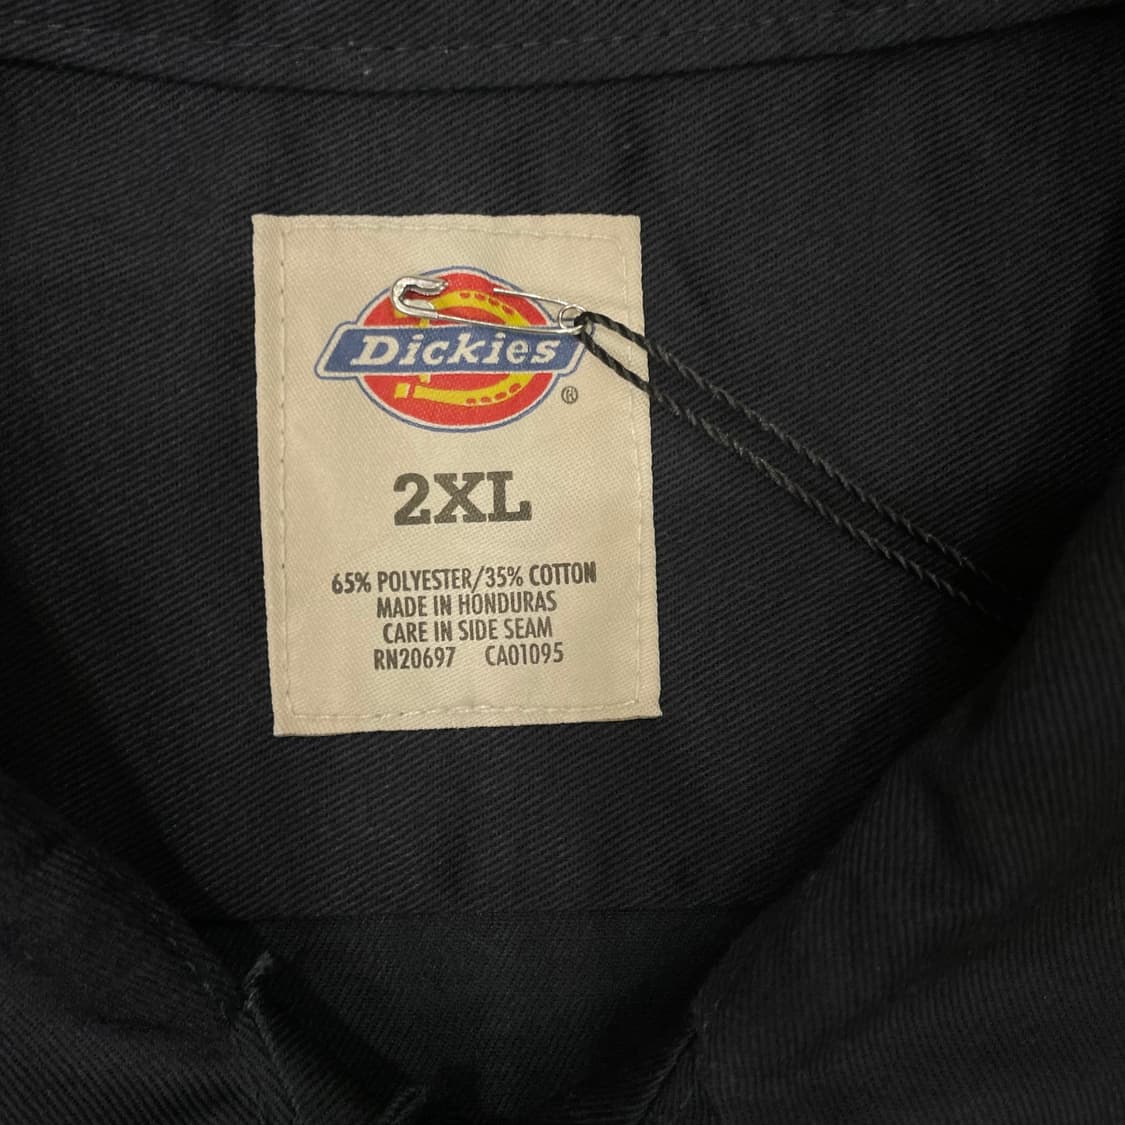 Dickies
®
2XL
65% POLYESTER/35% COTTON
MADE IN HONDURAS
CARE IN SIDE SEAM
RN20697 CA01095